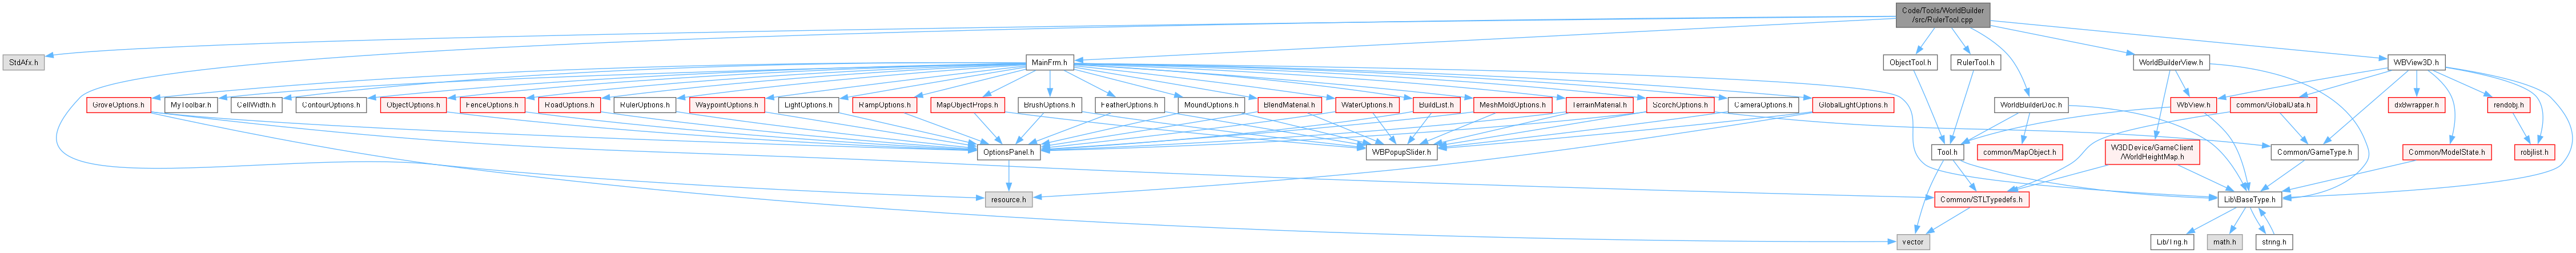 Code/Tools/WorldBuilder
/src/RulerTool.cpp
StdAfx.h
MainFrm.h
ObjectTool.h
RulerTool.h
WorldBuilderView.h
WBView3D.h
GroveOptions.h
MyToolbar.h
CellWidth.h
ContourOptions.h
ObjectOptions.h
FenceOptions.h
RoadOptions.h
RulerOptions.h
WaypointOptions.h
LightOptions.h
RampOptions.h
MapObjectProps.h
BrushOptions.h
FeatherOptions.h
MoundOptions.h
BlendMaterial.h
WaterOptions.h
BuildList.h
MeshMoldOptions.h
TerrainMaterial.h
ScorchOptions.h
CameraOptions.h
GlobalLightOptions.h
WorldBuilderDoc.h
WbView.h
common/GlobalData.h
dxldwrapper.h
rendobj.h
OptionsPanel.h
WBPopupSlider.h
Tool.h
common/MapObject.h
W3DDevice/GameClient
/WorldHeightMap.h
Common/GameType.h
Common/ModelState.h
robjlist.h
resource.h
Common/STLTypedefs.h
Lib\BaseType.h
vector
Lib/trig.h
math.h
string.h